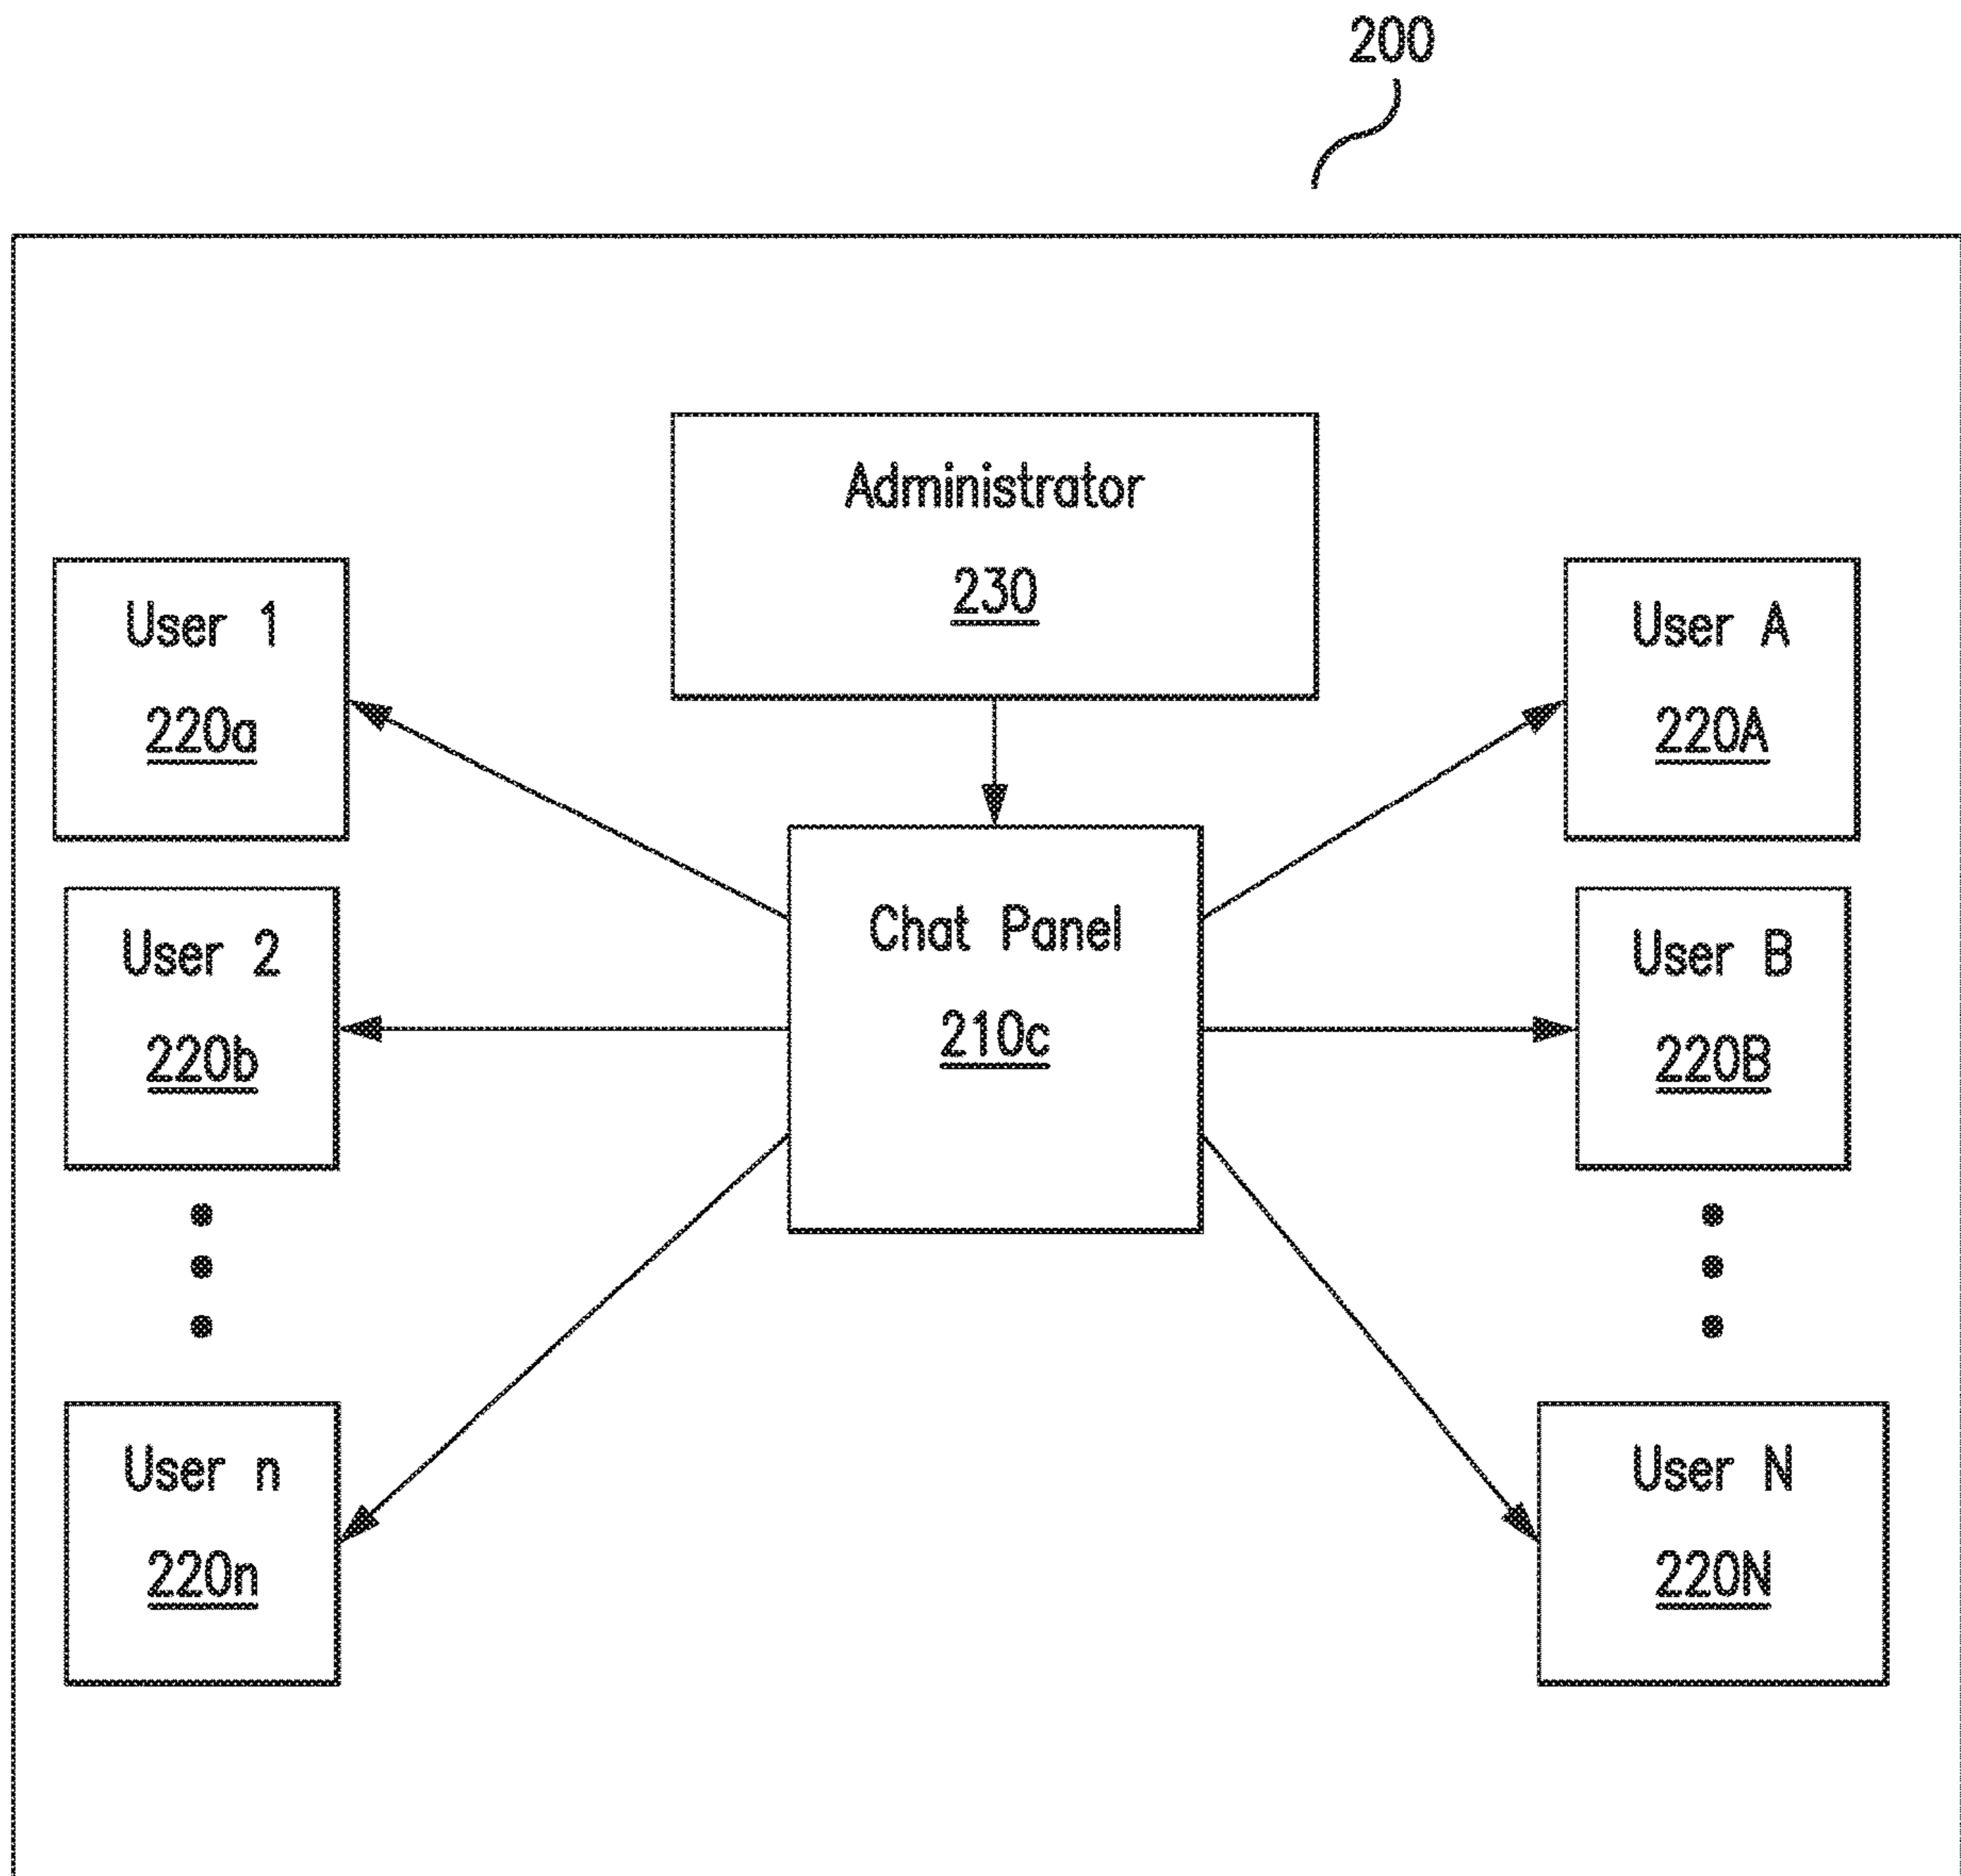 200
Administrator
230
User 1
220a
User A
220A
Chat Panel
210c
User 2
220b
User B
220B
User n
220n
User N
220N